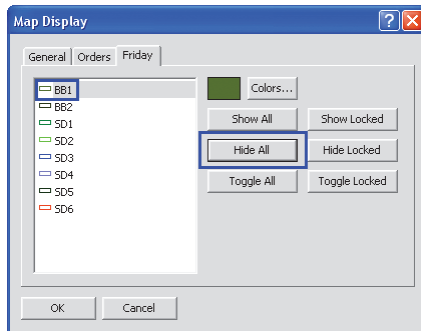 Map Display
General Orders Friday
BB1
BB2
SD1
SD2
SD3
SD4
SD5
SD6
Colors...
Show All Show Locked
Hide All Hide Locked
Toggle All Toggle Locked
OK Cancel